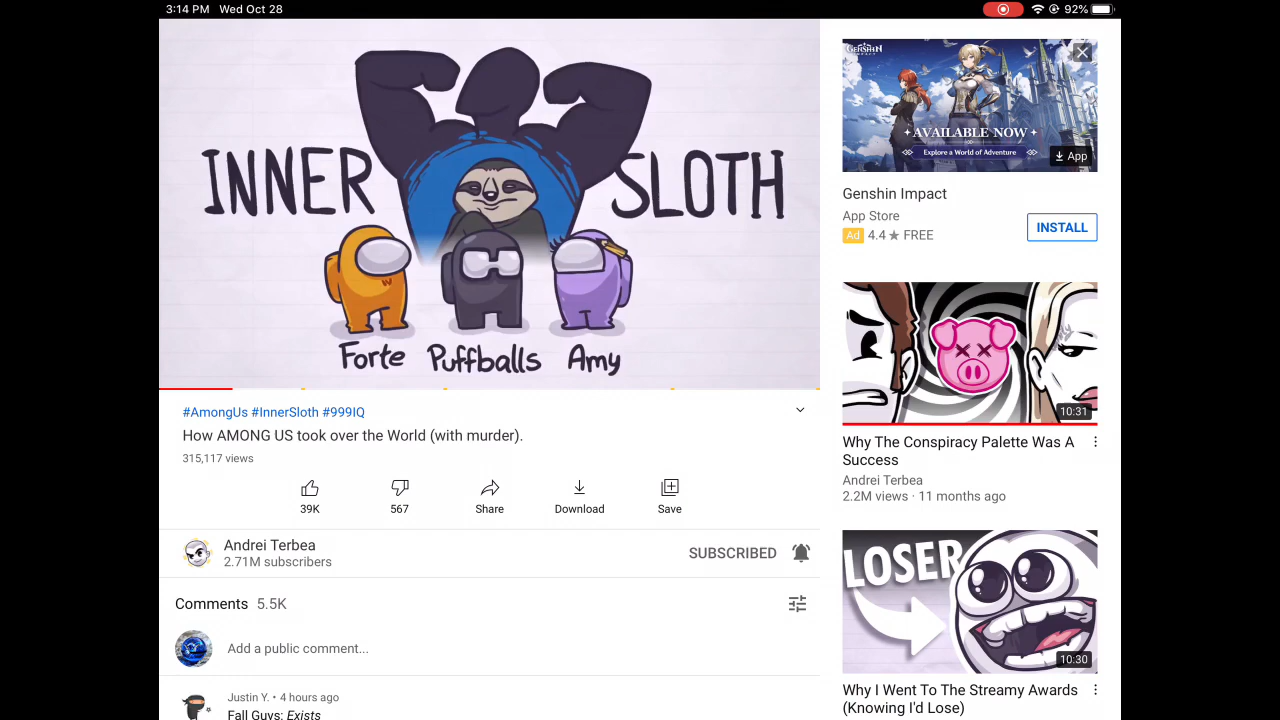 3:14 PM Wed Oct 28
92%
INNER SLOTH
Forte Puffballs Amy
#AmongUs #InnerSloth #999IQ
How AMONG US took over the World (with murder).
315,117 views
39K
567
Share
Download
Save
Andrei Terbea
2.71M subscribers
SUBSCRIBED
Comments 5.5K
Add a public comment...
Justin Y. • 4 hours ago
Fall Guys: Exists
GENSHIN
IMPACT
AVAILABLE NOW
Explore a World of Adventure
App
Genshin Impact
App Store
Ad 4.4 ★ FREE
INSTALL
10:31
Why The Conspiracy Palette Was A
Success
Andrei Terbea
2.2M views · 11 months ago
LOSER
10:30
Why I Went To The Streamy Awards
(Knowing I'd Lose)